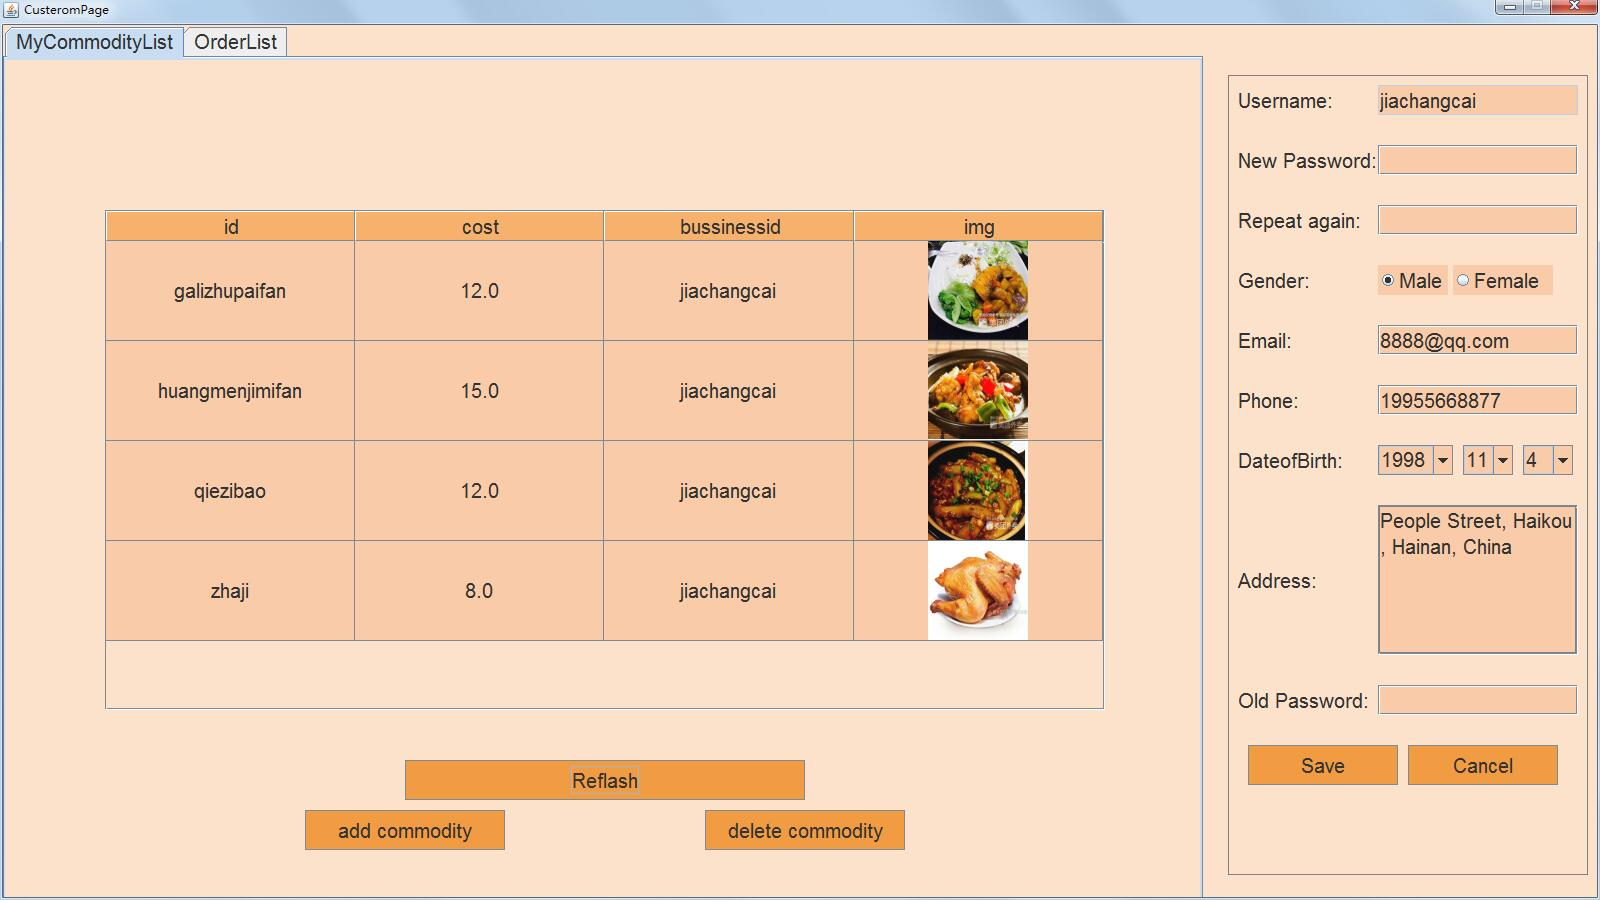 CusteromPage
MyCommodityList
OrderList
id
cost
bussinessid
img
galizhupaifan
12.0
jiachangcai
huangmenjimifan
15.0
jiachangcai
qiezibao
12.0
jiachangcai
zhaji
8.0
jiachangcai
Reflash
add commodity
delete commodity
Username:
jiachangcai
New Password:
Repeat again:
Gender:
Male
Female
Email:
8888@qq.com
Phone:
19955668877
DateofBirth:
1998
11
4
Address:
People Street, Haikou
, Hainan, China
Old Password:
Save
Cancel